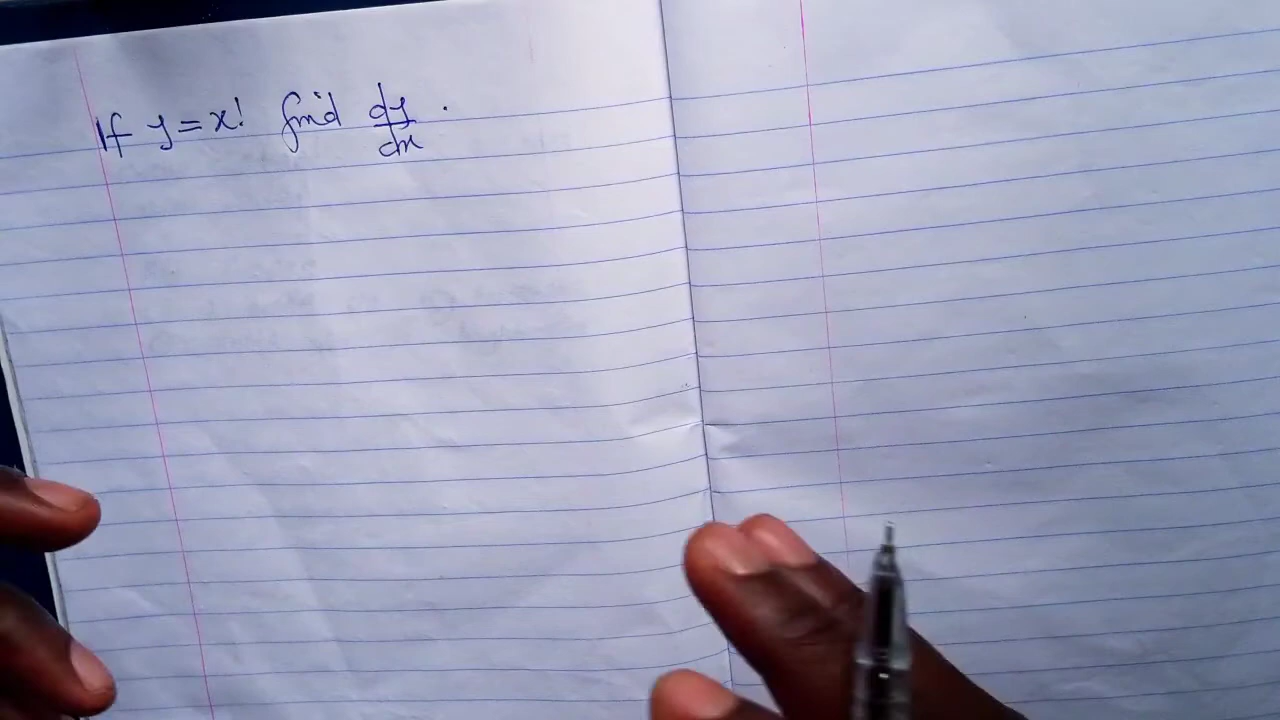 If y = x! find dy/dx.